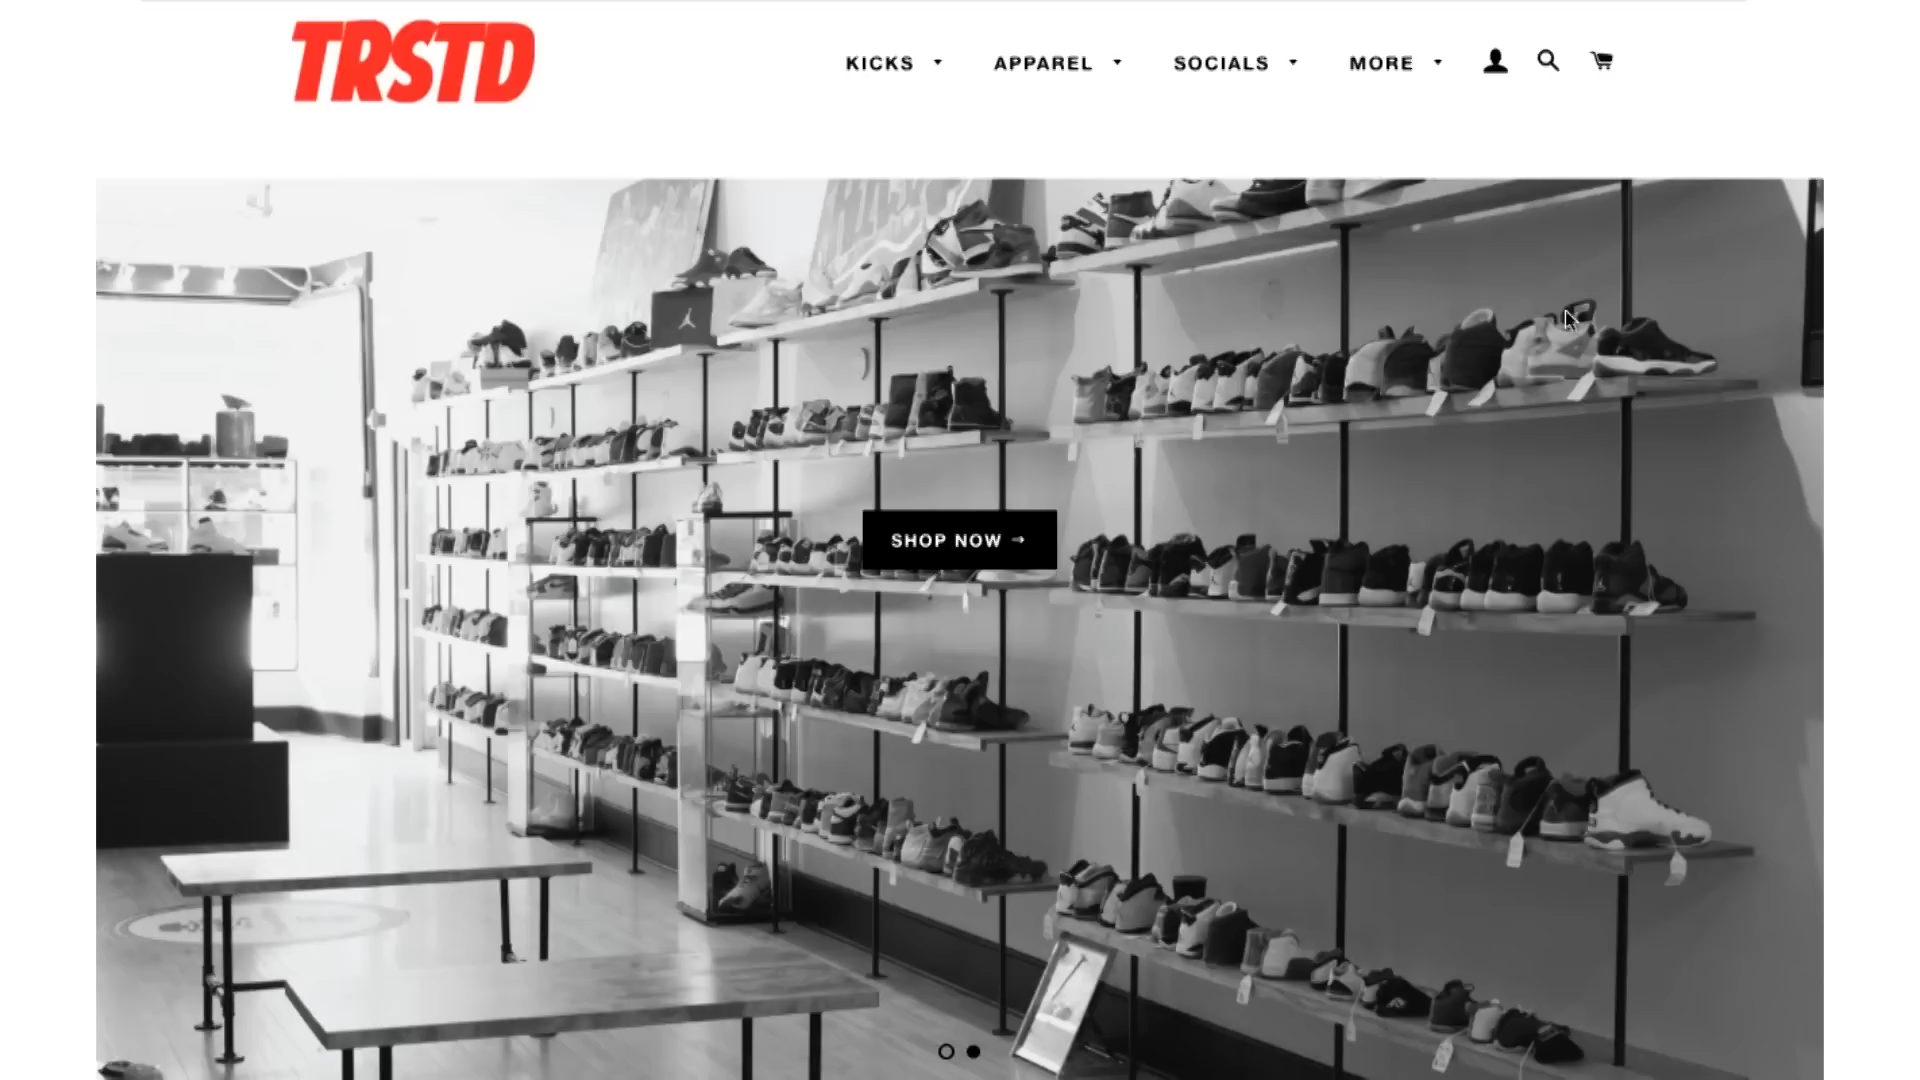 TRSTD
KICKS
APPAREL
SOCIALS
MORE
SHOP NOW →